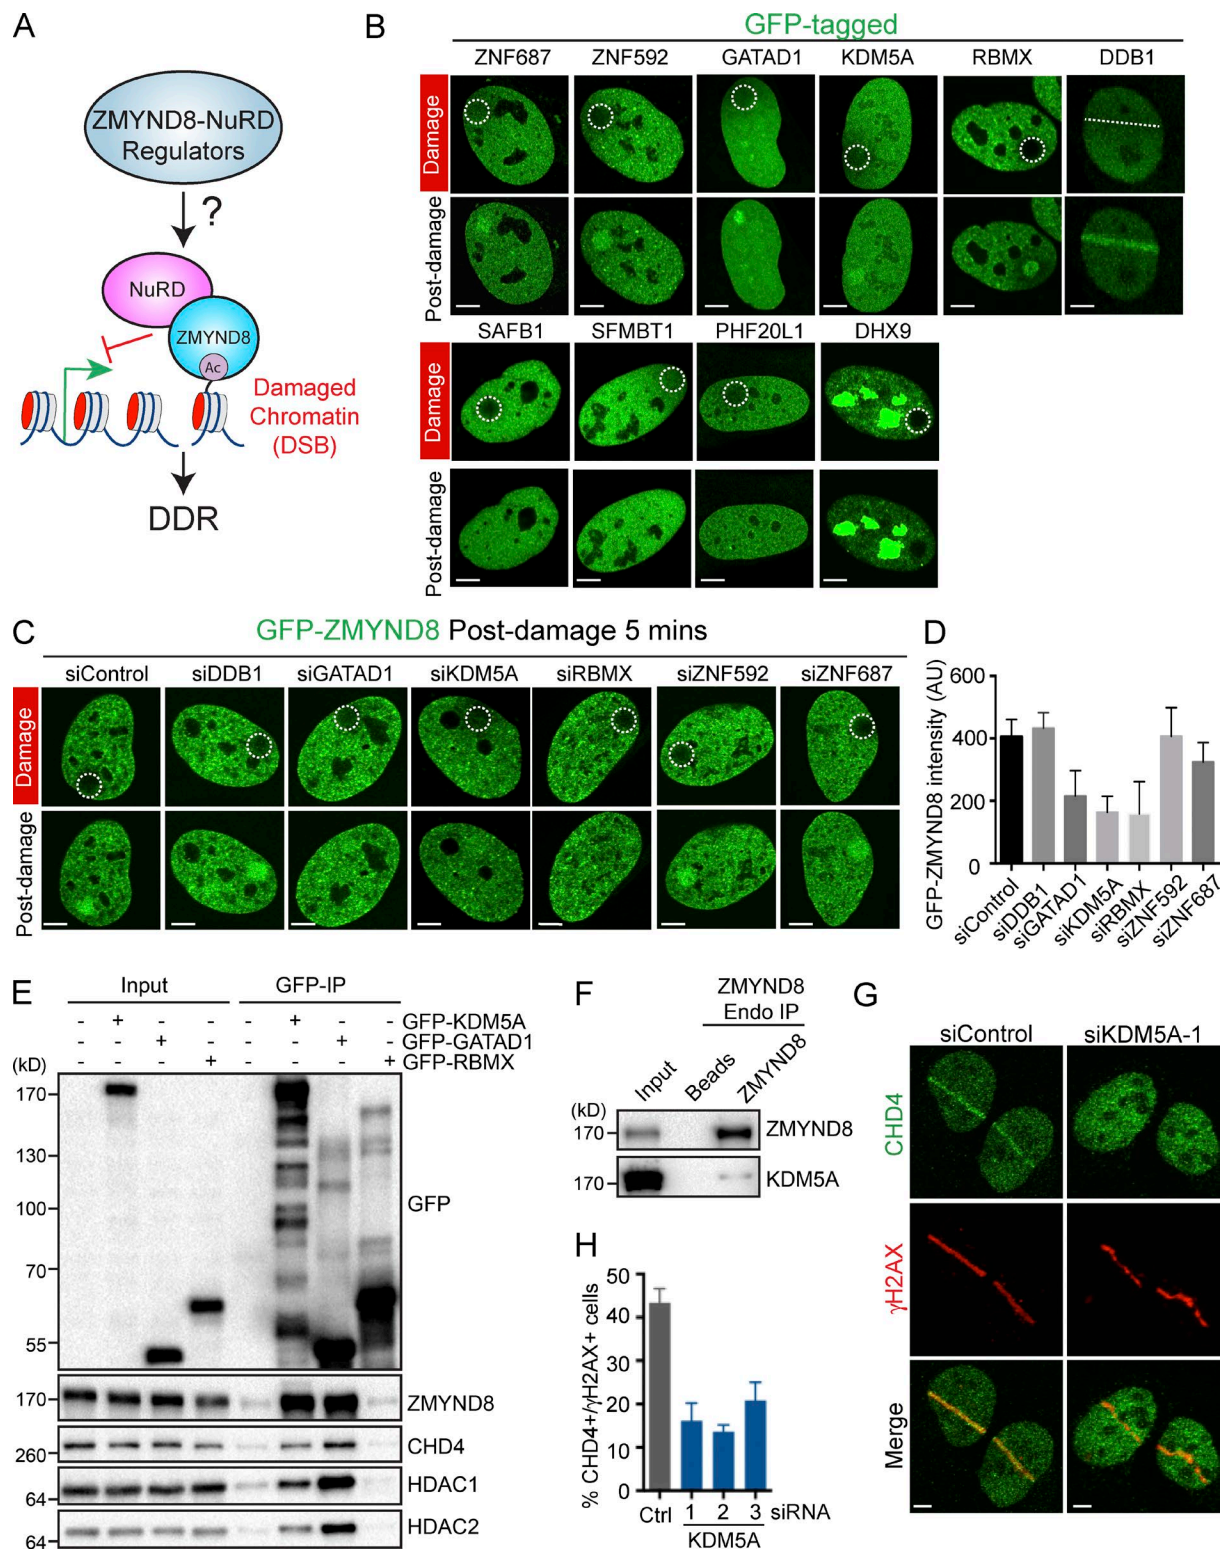 A
ZMYND8-NuRD
Regulators
?
NuRD
ZMYND8
Ac
Damaged
Chromatin
(DSB)
DDR
B
GFP-tagged
ZNF687 ZNF592 GATAD1 KDM5A RBMX DDB1
Damage
Post-damage
SAFB1 SFMBT1 PHF20L1 DHX9
Damage
Post-damage
C
GFP-ZMYND8 Post-damage 5 mins
siControl siDDB1 siGATAD1 siKDM5A siRBMX siZNF592 siZNF687
Damage
Post-damage
D
GFP-ZMYND8 intensity (AU)
600
400
200
0
siControl
siDDB1
siGATAD1
siKDM5A
siRBMX
siZNF592
siZNF687
E
Input GFP-IP
- + - - - + - - GFP-KDM5A
- - + - - - + - GFP-GATAD1
- - - + - - - + GFP-RBMX
(kD)
170
130
100
70
55
GFP
170 ZMYND8
260 CHD4
64 HDAC1
64 HDAC2
F
ZMYND8
Endo IP
Input
Beads
ZMYND8
(kD)
170 ZMYND8
170 KDM5A
G
siControl siKDM5A-1
CHD4
γH2AX
Merge
H
% CHD4+/γH2AX+ cells
50
40
30
20
10
0
Ctrl 1 2 3 siRNA
KDM5A